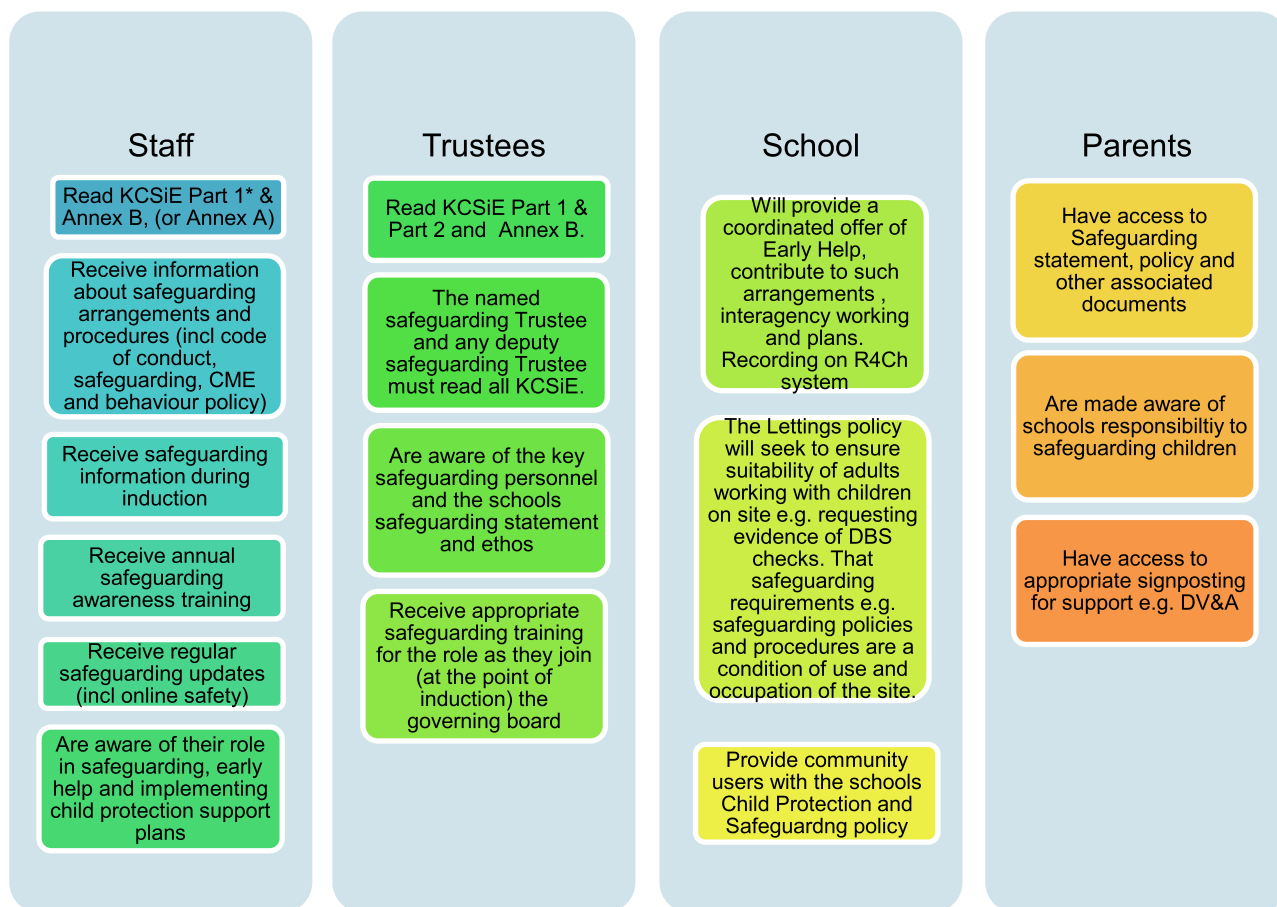 Staff
Read KCSiE Part 1* &
Annex B, (or Annex A)
Receive information
about safeguarding
arrangements and
procedures (incl code
of conduct,
safeguarding, CME
and behaviour policy)
Receive safeguarding
information during
induction
Receive annual
safeguarding
awareness training
Receive regular
safeguarding updates
(incl online safety)
Are aware of their role
in safeguarding, early
help and implementing
child protection support
plans
Trustees
Read KCSiE Part 1 &
Part 2 and  Annex B.
The named
safeguarding Trustee
and any deputy
safeguarding Trustee
must read all KCSiE.
Are aware of the key
safeguarding personnel
and the schools
safeguarding statement
and ethos
Receive appropriate
safeguarding training
for the role as they join
(at the point of
induction) the
governing board
School
Will provide a
coordinated offer of
Early Help,
contribute to such
arrangements ,
interagency working
and plans.
Recording on R4Ch
system
The Lettings policy
will seek to ensure
suitability of adults
working with children
on site e.g. requesting
evidence of DBS
checks. That
safeguarding
requirements e.g.
safeguarding policies
and procedures are a
condition of use and
occupation of the site.
Provide community
users with the schools
Child Protection and
Safeguardng policy
Parents
Have access to
Safeguarding
statement, policy and
other associated
documents
Are made aware of
schools responsibiltiy to
safeguarding children
Have access to
appropriate signposting
for support e.g. DV&A